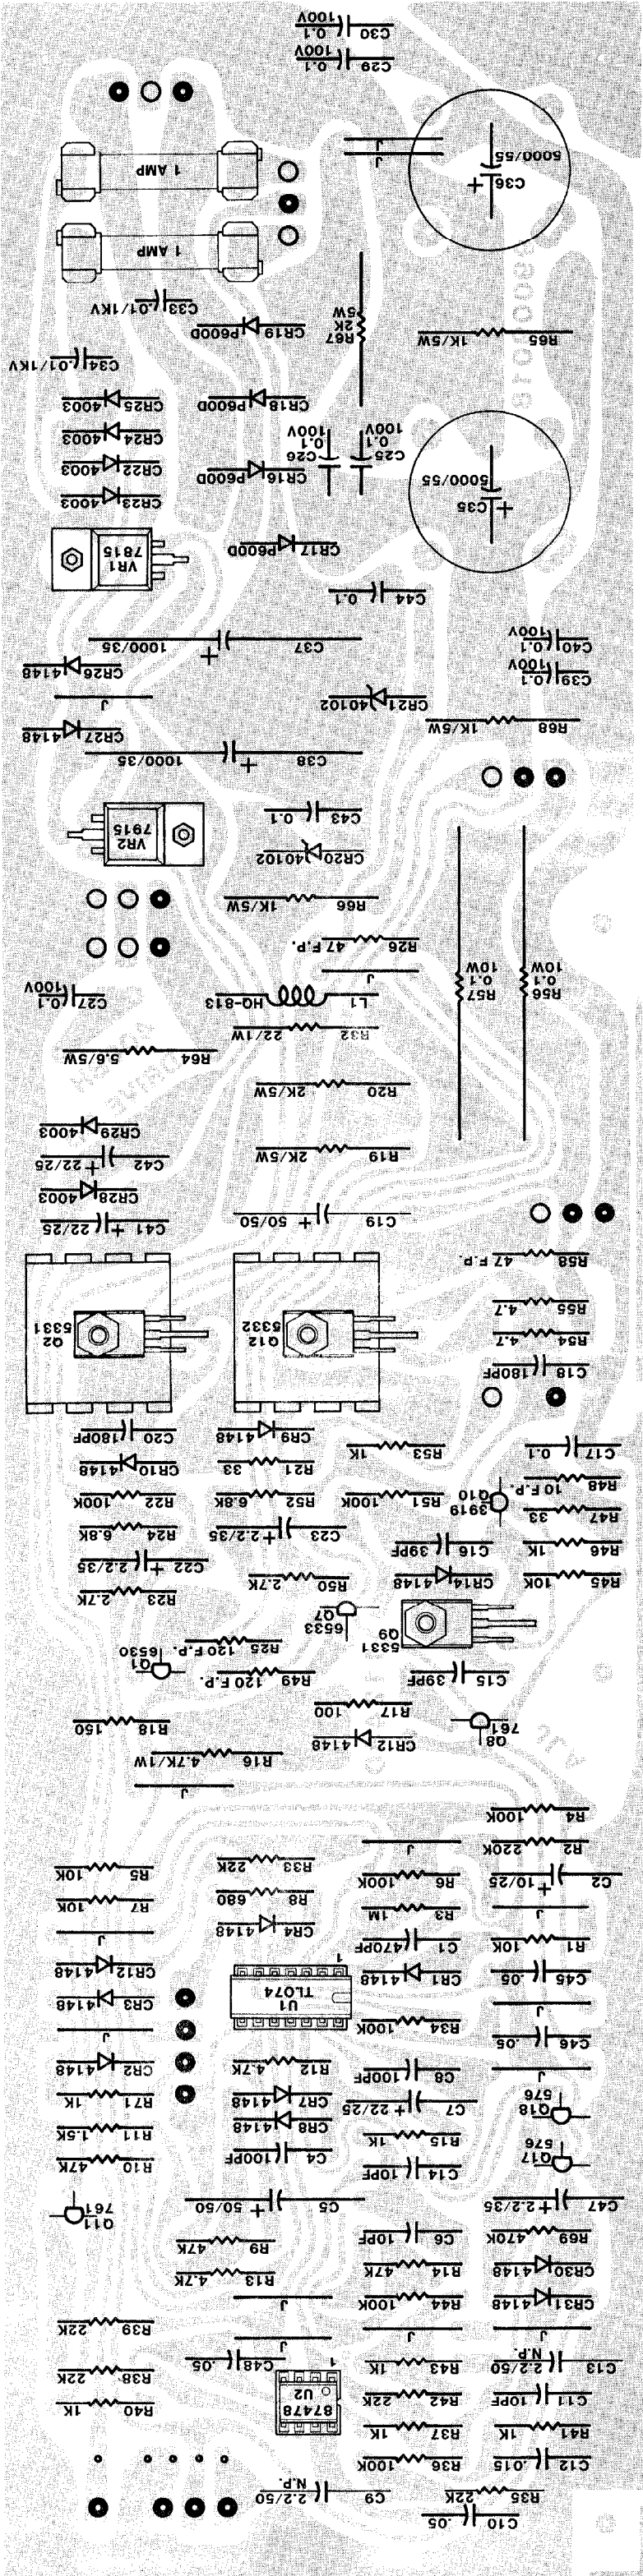 C10 .05
R35 22K
C9 2.2/50
N.P.
C12 .015
R36 100K
R41 1K
R37 1K
C11 10PF
R42 22K
U2
87478
1
R40 1K
C13 2.2/50
N.P.
R43 1K
C48 .05
R38 22K
J
J
J
R39 22K
CR31 4148
R44 100K
J
CR30 4148
R14 47K
R13 4.7K
R69 470K
C6 10PF
R9 47K
C47 2.2/35
+
C5 50/50
+
Q11
761
Q17
576
C14 10PF
R10 47K
R15 1K
C4 100PF
R11 1.5K
Q18
576
C7 22/25
+
CR8 4148
CR7 4148
R71 1K
J
C8 100PF
R12 4.7K
CR2 4148
C46 .05
R34 100K
J
J
U1
TL074
1
CR3 4148
C45 .05
CR1 4148
CR12 4148
R1 10K
C1 470PF
J
J
R3 1M
CR4 4148
R7 10K
C2 10/25
+
R6 100K
R8 680
R5 10K
R2 220K
J
R33 22K
R4 100K
J
R16 4.7K/1W
Q8
761
CR12 4148
R18 150
R17 100
C15 39PF
R49 120 F.P.
Q1
6530
R25 120 F.P.
Q9
5331
Q7
6533
R45 10K
CR14 4148
R50 2.7K
R23 2.7K
R46 1K
C16 39PF
C22 2.2/35
+
R47 33
C23 2.2/35
+
R24 6.8K
R48 10 F.P.
Q10
3919
R51 100K
R52 6.8K
R22 100K
C17 0.1
R53 1K
R21 33
CR10 4148
CR9 4148
C20 180PF
C18 180PF
R54 4.7
Q12
5332
Q2
5331
R55 4.7
R58 47 F.P.
C19 50/50
+
C41 22/25
+
CR28 4003
C42 22/25
+
R19 2K/5W
CR29 4003
R20 2K/5W
R64 5.6/5W
R32 22/1W
L1 HQ-813
C27 0.1
100V
R56
0.1
10W
R57
0.1
10W
J
R26 47 F.P.
R66 1K/5W
CR20 40102
VR2
7915
C43 0.1
C38 1000/35
+
CR27 4148
R68 1K/5W
CR21 40102
J
C39 0.1
100V
CR26 4148
C40 0.1
100V
C37 1000/35
+
C44 0.1
VR1
7815
CR17 P600D
C35
5000/55
+
CR23 4003
CR16 P600D
CR22 4003
C25
0.1
100V
C26
0.1
100V
CR24 4003
CR18 P600D
CR25 4003
C34 .01/1KV
R65 1K/5W
R67
2K
5W
CR19 P600D
C33 .01/1KV
1 AMP
C36
5000/55
+
1 AMP
J
J
C29 0.1
100V
C30 0.1
100V